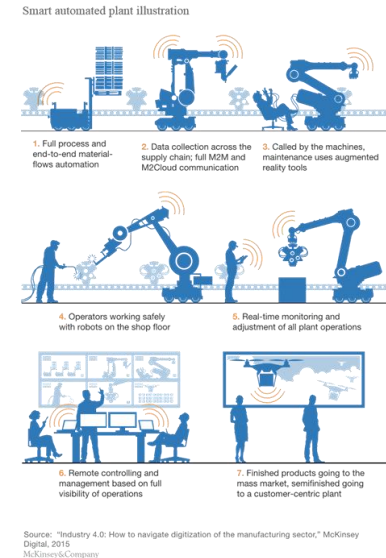 Smart automated plant illustration
1. Full process and
end-to-end material-
flows automation
2. Data collection across the
supply chain; full M2M and
M2Cloud communication
3. Called by the machines,
maintenance uses augmented
reality tools
4. Operators working safely
with robots on the shop floor
5. Real-time monitoring and
adjustment of all plant operations
6. Remote controlling and
management based on full
visibility of operations
7. Finished products going to the
mass market, semifinished going
to a customer-centric plant
Source: “Industry 4.0: How to navigate digitization of the manufacturing sector,” McKinsey
Digital, 2015
McKinsey&Company